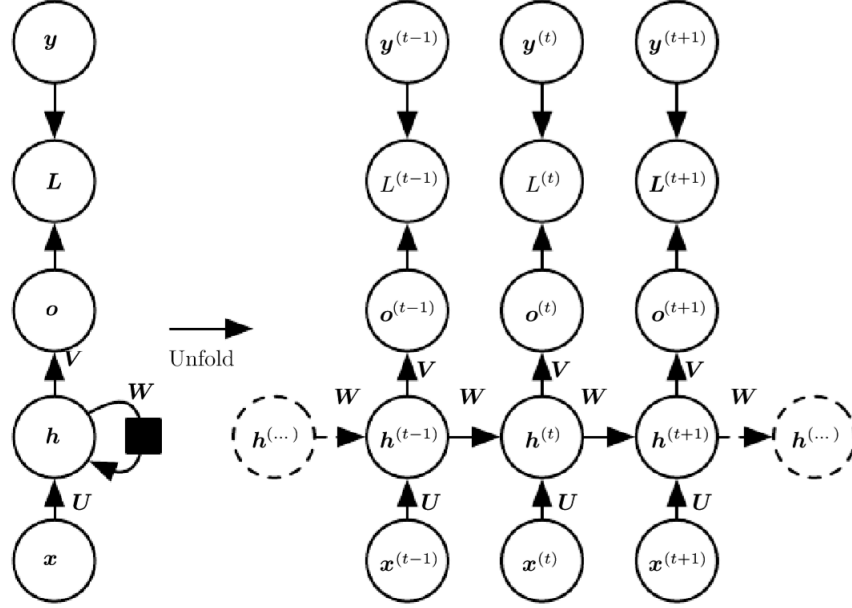 y y^(t−1) y^(t) y^(t+1)
L L^(t−1) L^(t) L^(t+1)
o o^(t−1) o^(t) o^(t+1)
Unfold
V V V V
W W W W W
h h^(...) h^(t−1) h^(t) h^(t+1) h^(...)
U U U U
x x^(t−1) x^(t) x^(t+1)